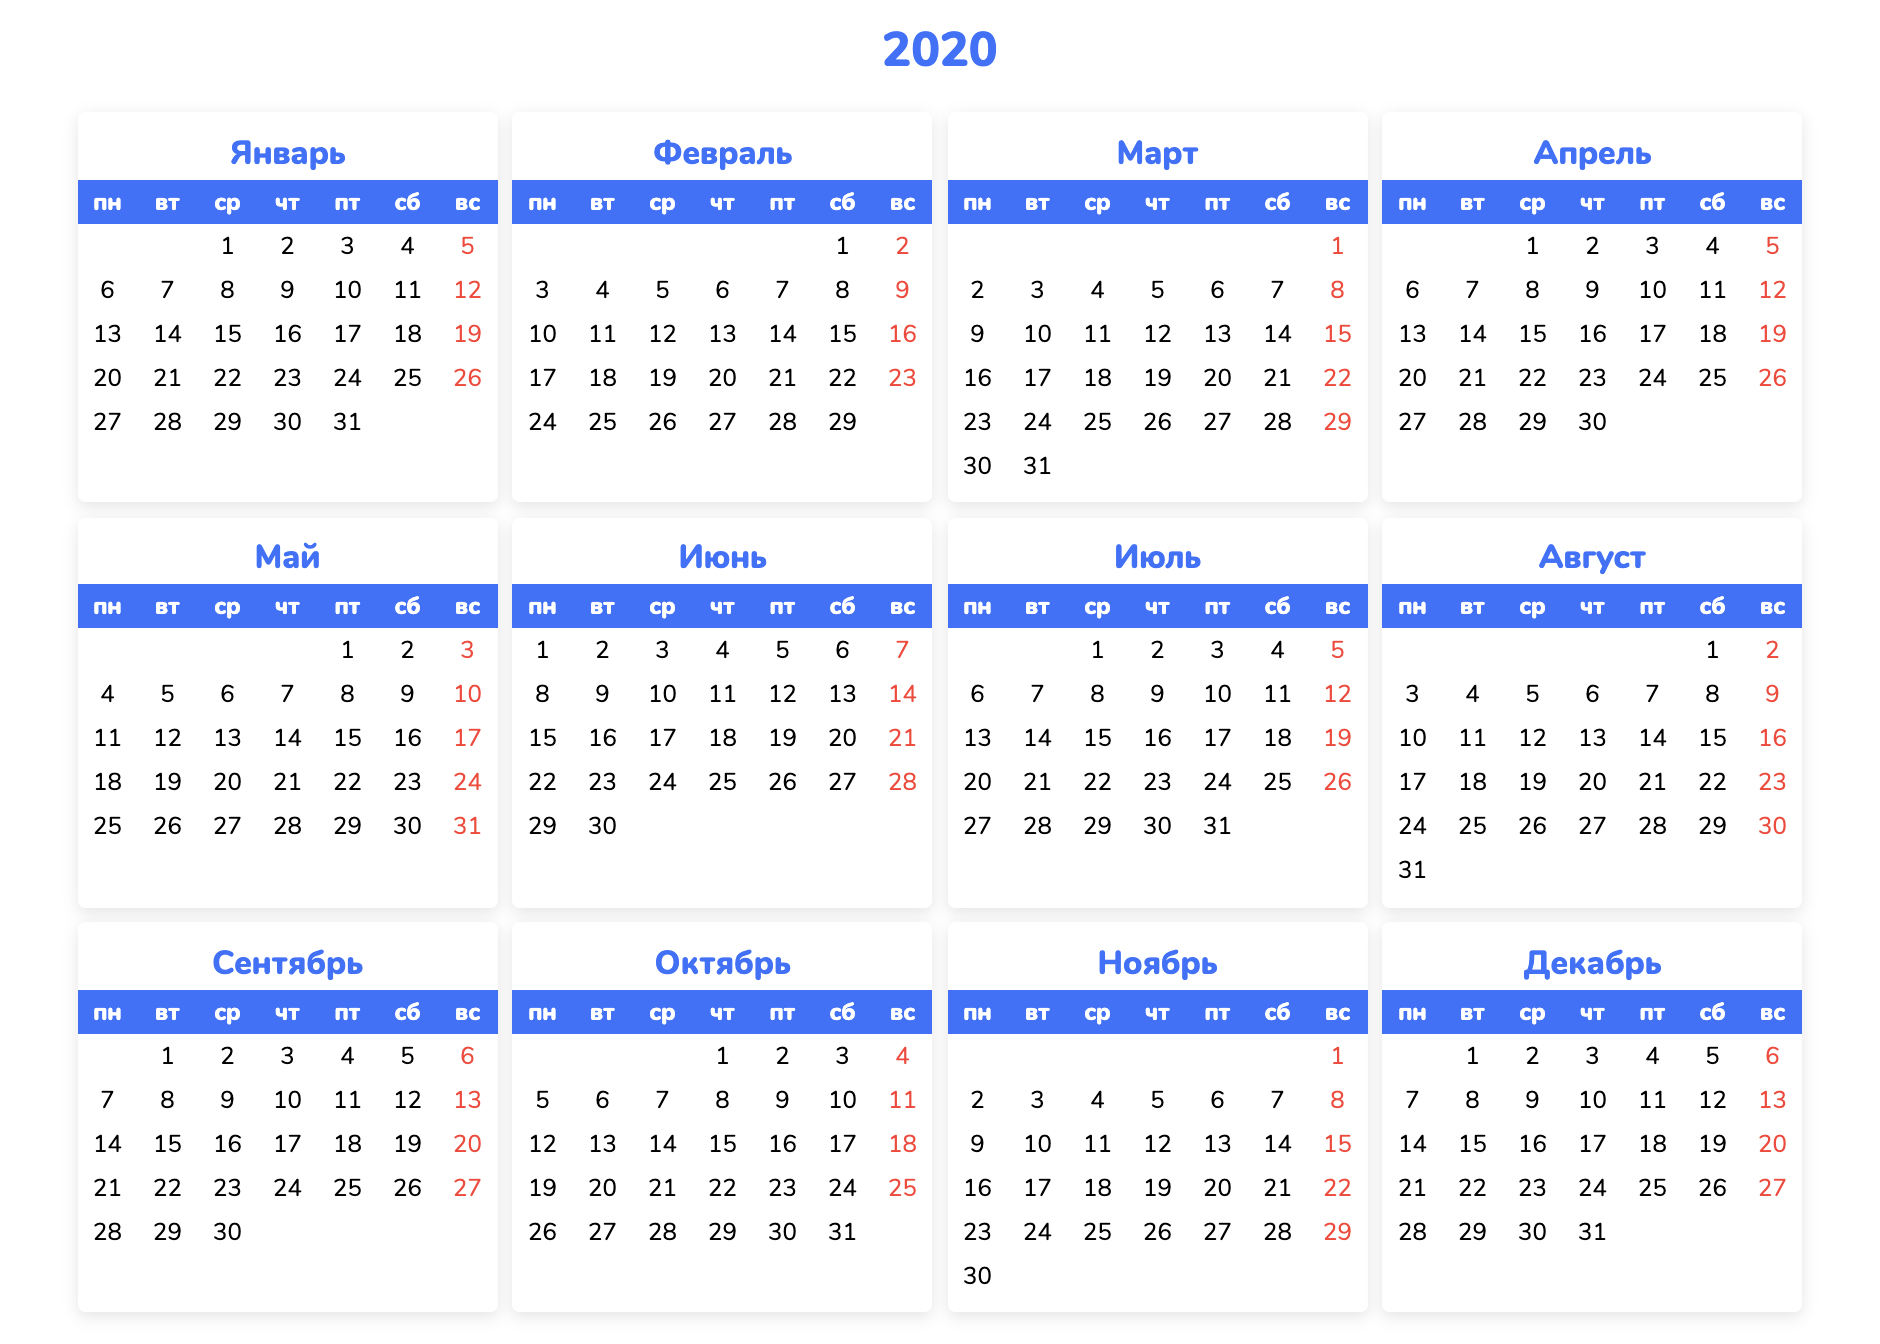 2020
Январь
пн вт ср чт пт сб вс
1 2 3 4 5
6 7 8 9 10 11 12
13 14 15 16 17 18 19
20 21 22 23 24 25 26
27 28 29 30 31
Февраль
пн вт ср чт пт сб вс
1 2
3 4 5 6 7 8 9
10 11 12 13 14 15 16
17 18 19 20 21 22 23
24 25 26 27 28 29
Март
пн вт ср чт пт сб вс
1
2 3 4 5 6 7 8
9 10 11 12 13 14 15
16 17 18 19 20 21 22
23 24 25 26 27 28 29
30 31
Апрель
пн вт ср чт пт сб вс
1 2 3 4 5
6 7 8 9 10 11 12
13 14 15 16 17 18 19
20 21 22 23 24 25 26
27 28 29 30
Май
пн вт ср чт пт сб вс
1 2 3
4 5 6 7 8 9 10
11 12 13 14 15 16 17
18 19 20 21 22 23 24
25 26 27 28 29 30 31
Июнь
пн вт ср чт пт сб вс
1 2 3 4 5 6 7
8 9 10 11 12 13 14
15 16 17 18 19 20 21
22 23 24 25 26 27 28
29 30
Июль
пн вт ср чт пт сб вс
1 2 3 4 5
6 7 8 9 10 11 12
13 14 15 16 17 18 19
20 21 22 23 24 25 26
27 28 29 30 31
Август
пн вт ср чт пт сб вс
1 2
3 4 5 6 7 8 9
10 11 12 13 14 15 16
17 18 19 20 21 22 23
24 25 26 27 28 29 30
31
Сентябрь
пн вт ср чт пт сб вс
1 2 3 4 5 6
7 8 9 10 11 12 13
14 15 16 17 18 19 20
21 22 23 24 25 26 27
28 29 30
Октябрь
пн вт ср чт пт сб вс
1 2 3 4
5 6 7 8 9 10 11
12 13 14 15 16 17 18
19 20 21 22 23 24 25
26 27 28 29 30 31
Ноябрь
пн вт ср чт пт сб вс
1
2 3 4 5 6 7 8
9 10 11 12 13 14 15
16 17 18 19 20 21 22
23 24 25 26 27 28 29
30
Декабрь
пн вт ср чт пт сб вс
1 2 3 4 5 6
7 8 9 10 11 12 13
14 15 16 17 18 19 20
21 22 23 24 25 26 27
28 29 30 31